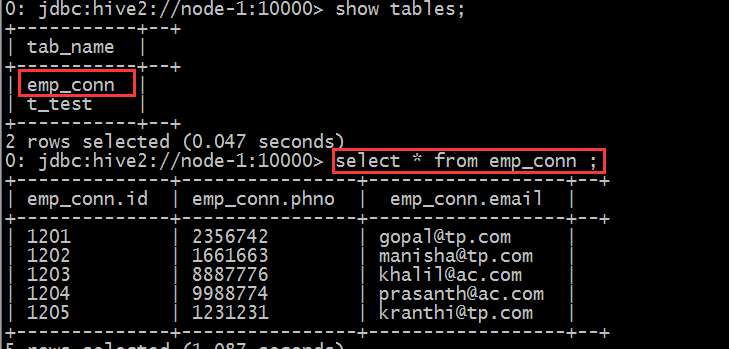 0: jdbc:hive2://node-1:10000> show tables;
+-----------+--+
| tab_name |
+-----------+--+
| emp_conn |
| t_test |
+-----------+--+
2 rows selected (0.047 seconds)
0: jdbc:hive2://node-1:10000> select * from emp_conn ;
+--------------+----------------+------------------+--+
| emp_conn.id | emp_conn.phno | emp_conn.email |
+--------------+----------------+------------------+--+
| 1201 | 2356742 | gopal@tp.com |
| 1202 | 1661663 | manisha@tp.com |
| 1203 | 8887776 | khalil@ac.com |
| 1204 | 9988774 | prasanth@ac.com |
| 1205 | 1231231 | kranthi@tp.com |
+--------------+----------------+------------------+--+
5 rows selected (1.087 seconds)